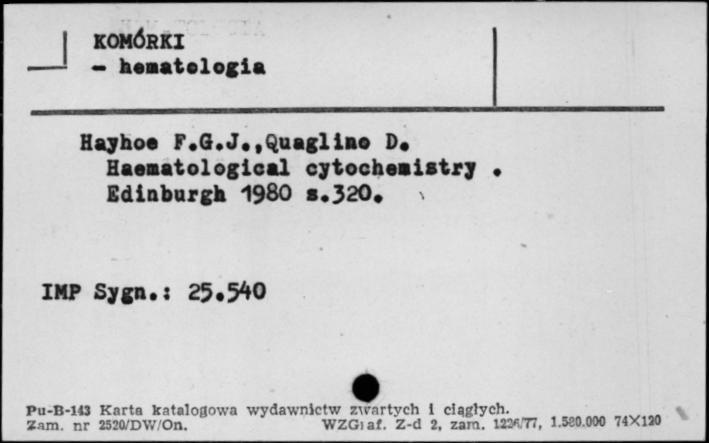 KOMÓRKI
- hematologia
Hayhoe F.G.J.,Quaglino D.
Haematological cytochemistry .
Edinburgh 1980 s.320.
IMP Sygn.: 25.540
Pu-B-143 Karta katalogowa wydawnictw zwartych i ciągłych.
Zam. nr 2520/DW/On. WZGraf. Z-d 2, zam. 1226/77, 1.580.000 74X120